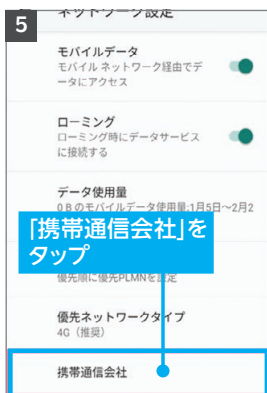 5
ネットワーク設定
モバイルデータ
モバイル ネットワーク経由でデ
ータにアクセス
ローミング
ローミング時にデータサービス
に接続する
データ使用量
0 B のモバイルデータ使用量:1月5日～2月2
「携帯通信会社」を
タップ
優先順に優先PLMNを設定
優先ネットワークタイプ
4G（推奨）
携帯通信会社